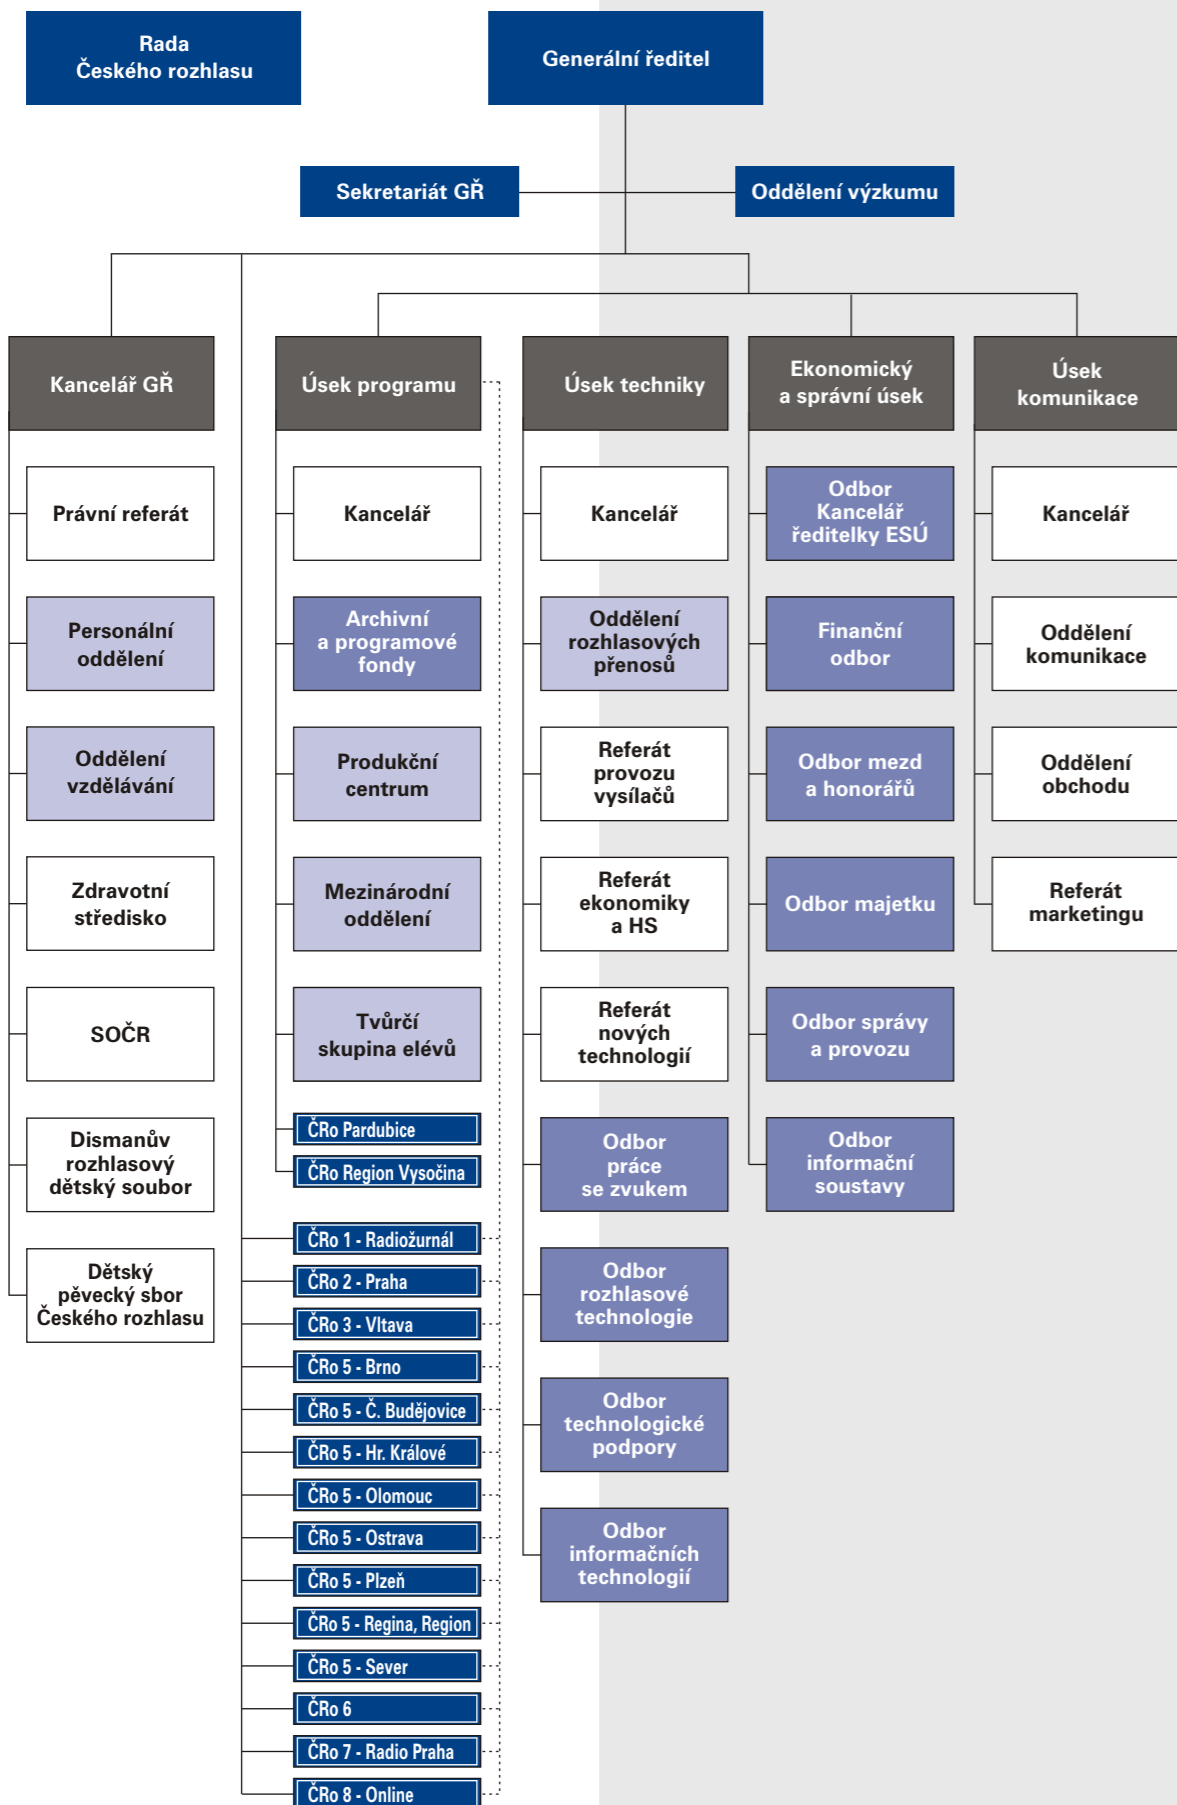 Rada
Českého rozhlasu
Generální ředitel
Sekretariát GŘ
Oddělení výzkumu
Kancelář GŘ
Právní referát
Personální
oddělení
Oddělení
vzdělávání
Zdravotní
středisko
SOČR
Dismanův
rozhlasový
dětský soubor
Dětský
pěvecký sbor
Českého rozhlasu
Úsek programu
Kancelář
Archivní
a programové
fondy
Produkční
centrum
Mezinárodní
oddělení
Tvůrčí
skupina elévů
ČRo Pardubice
ČRo Region Vysočina
ČRo 1 - Radiožurnál
ČRo 2 - Praha
ČRo 3 - Vltava
ČRo 5 - Brno
ČRo 5 - Č. Budějovice
ČRo 5 - Hr. Králové
ČRo 5 - Olomouc
ČRo 5 - Ostrava
ČRo 5 - Plzeň
ČRo 5 - Regina, Region
ČRo 5 - Sever
ČRo 6
ČRo 7 - Radio Praha
ČRo 8 - Online
Úsek techniky
Kancelář
Oddělení
rozhlasových
přenosů
Referát
provozu
vysílačů
Referát
ekonomiky
a HS
Referát
nových
technologií
Odbor
práce
se zvukem
Odbor
rozhlasové
technologie
Odbor
technologické
podpory
Odbor
informačních
technologií
Ekonomický
a správní úsek
Odbor
Kancelář
ředitelky ESÚ
Finanční
odbor
Odbor mezd
a honorářů
Odbor majetku
Odbor správy
a provozu
Odbor
informační
soustavy
Úsek
komunikace
Kancelář
Oddělení
komunikace
Oddělení
obchodu
Referát
marketingu